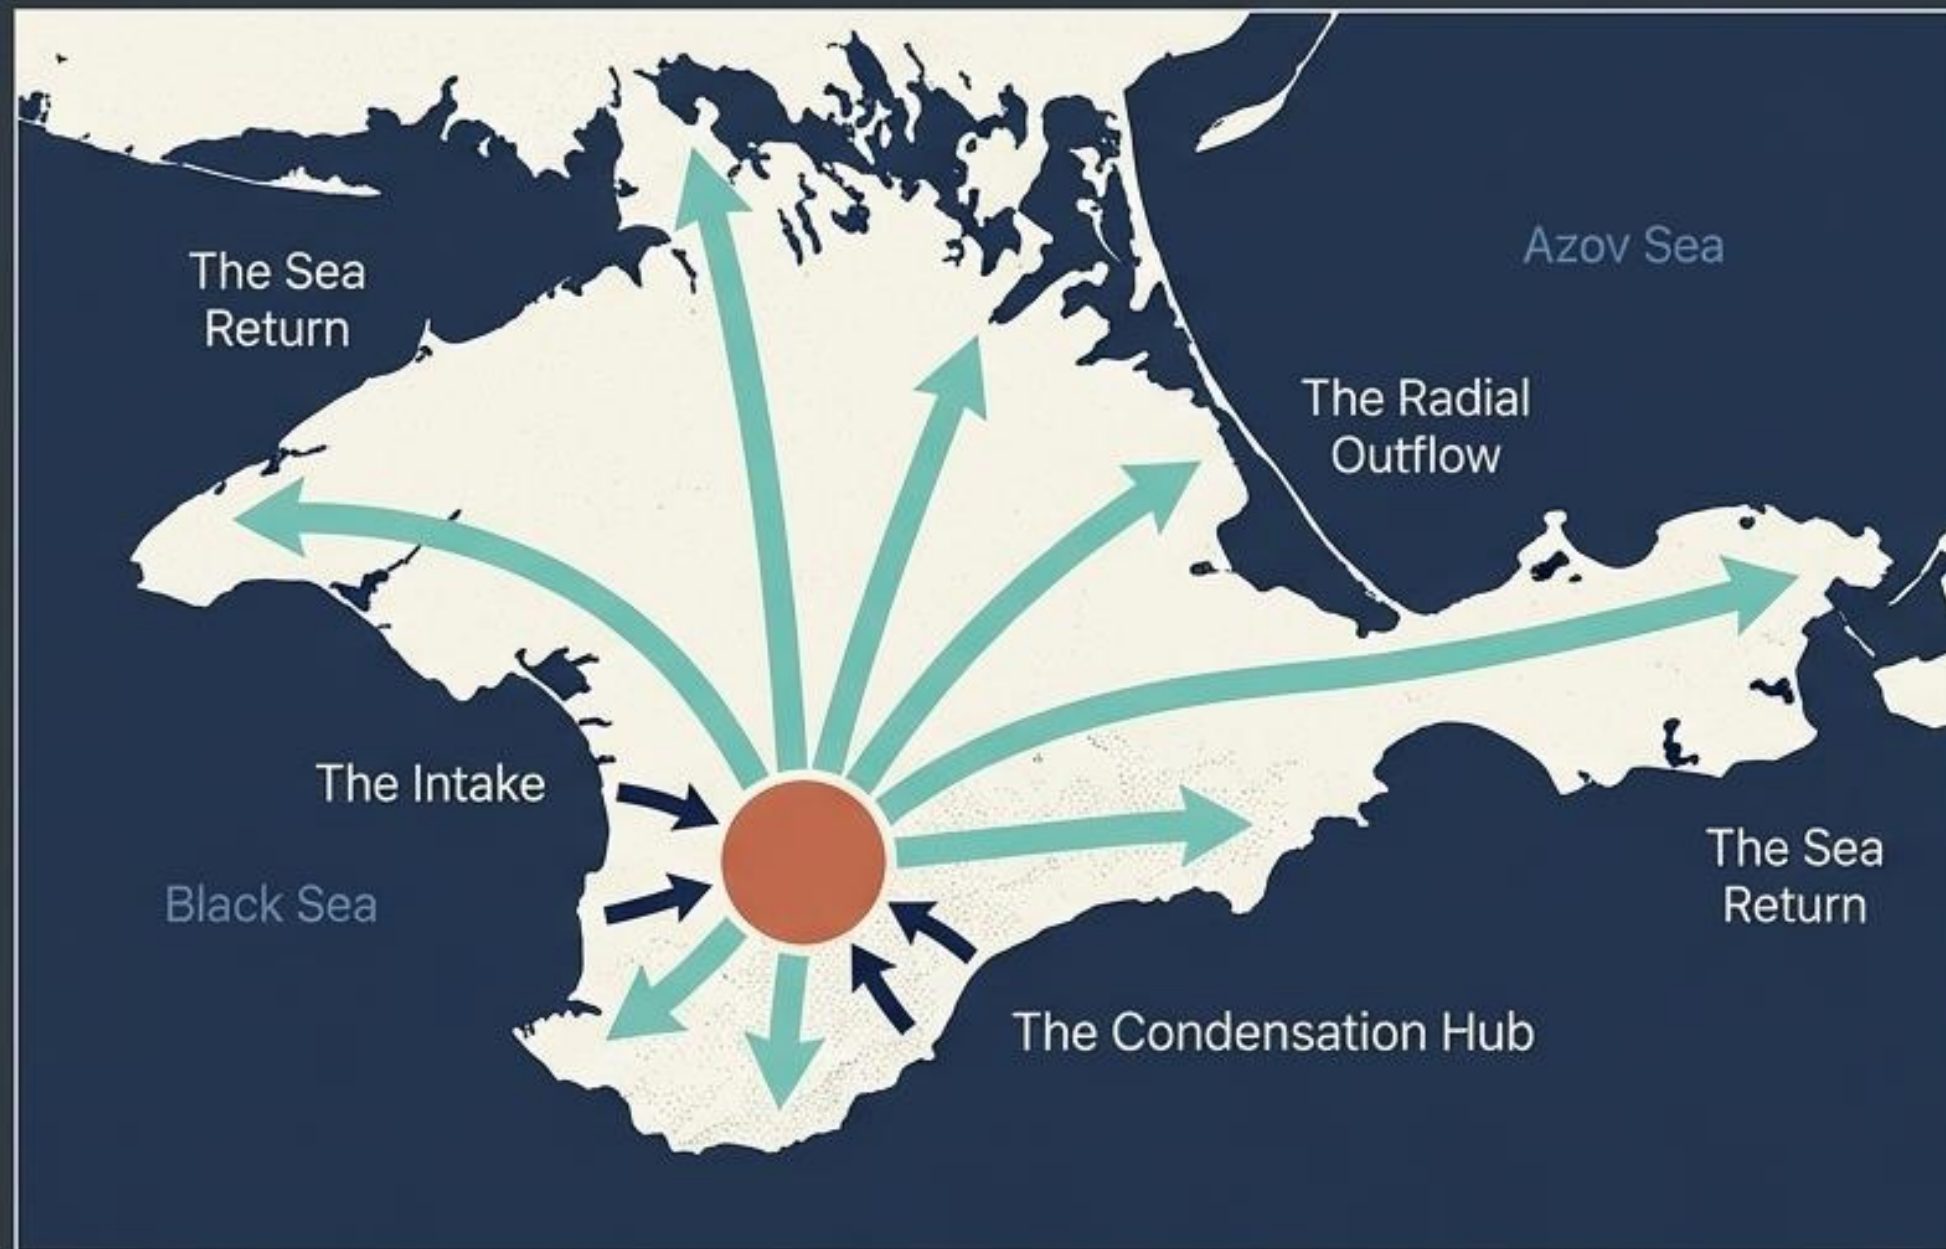 The Sea
Return
Azov Sea
The Radial
Outflow
The Intake
Black Sea
The Sea
Return
The Condensation Hub